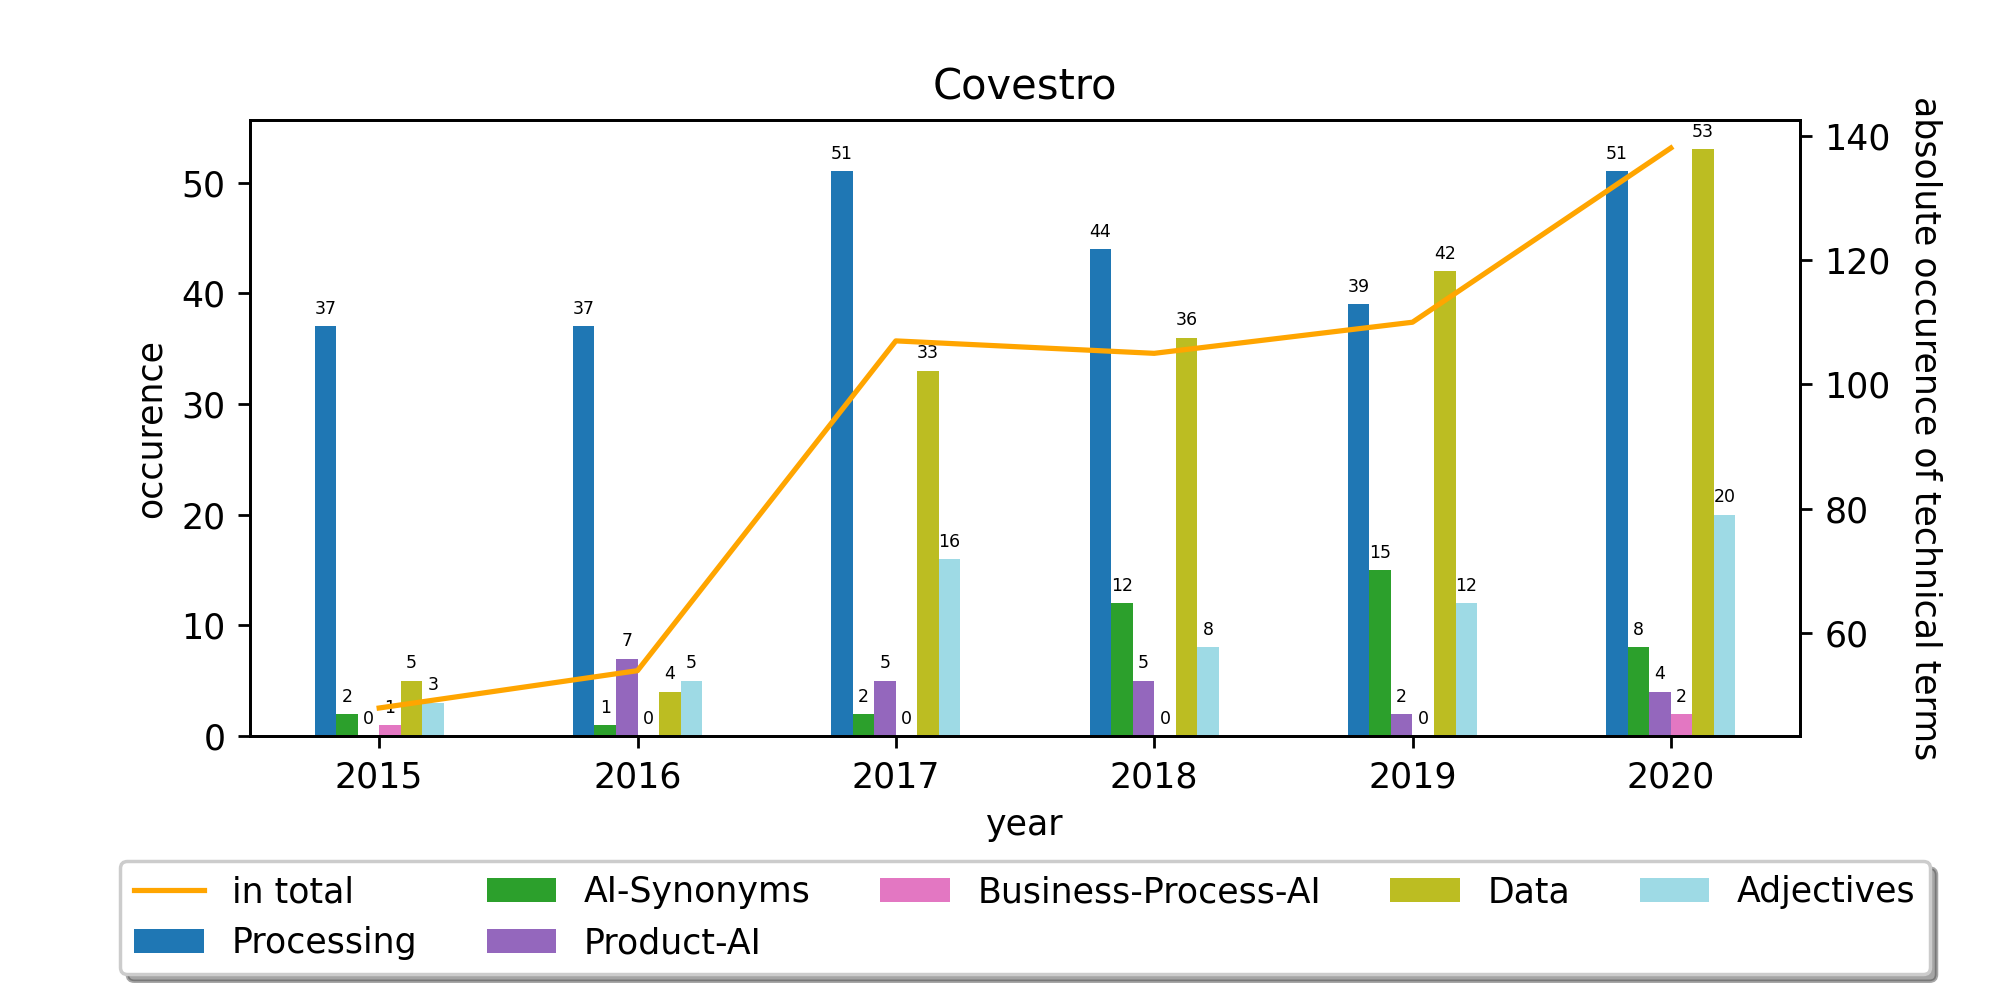 Covestro
occurence
absolute occurence of technical terms
50
40
30
20
10
0
140
120
100
80
60
37 2 0 1 5 3
37 1 7 0 4 5
51 2 5 0 33 16
44 12 5 0 36 8
39 15 2 0 42 12
51 8 4 2 53 20
2015 2016 2017 2018 2019 2020
year
in total AI-Synonyms Business-Process-AI Data Adjectives
Processing Product-AI